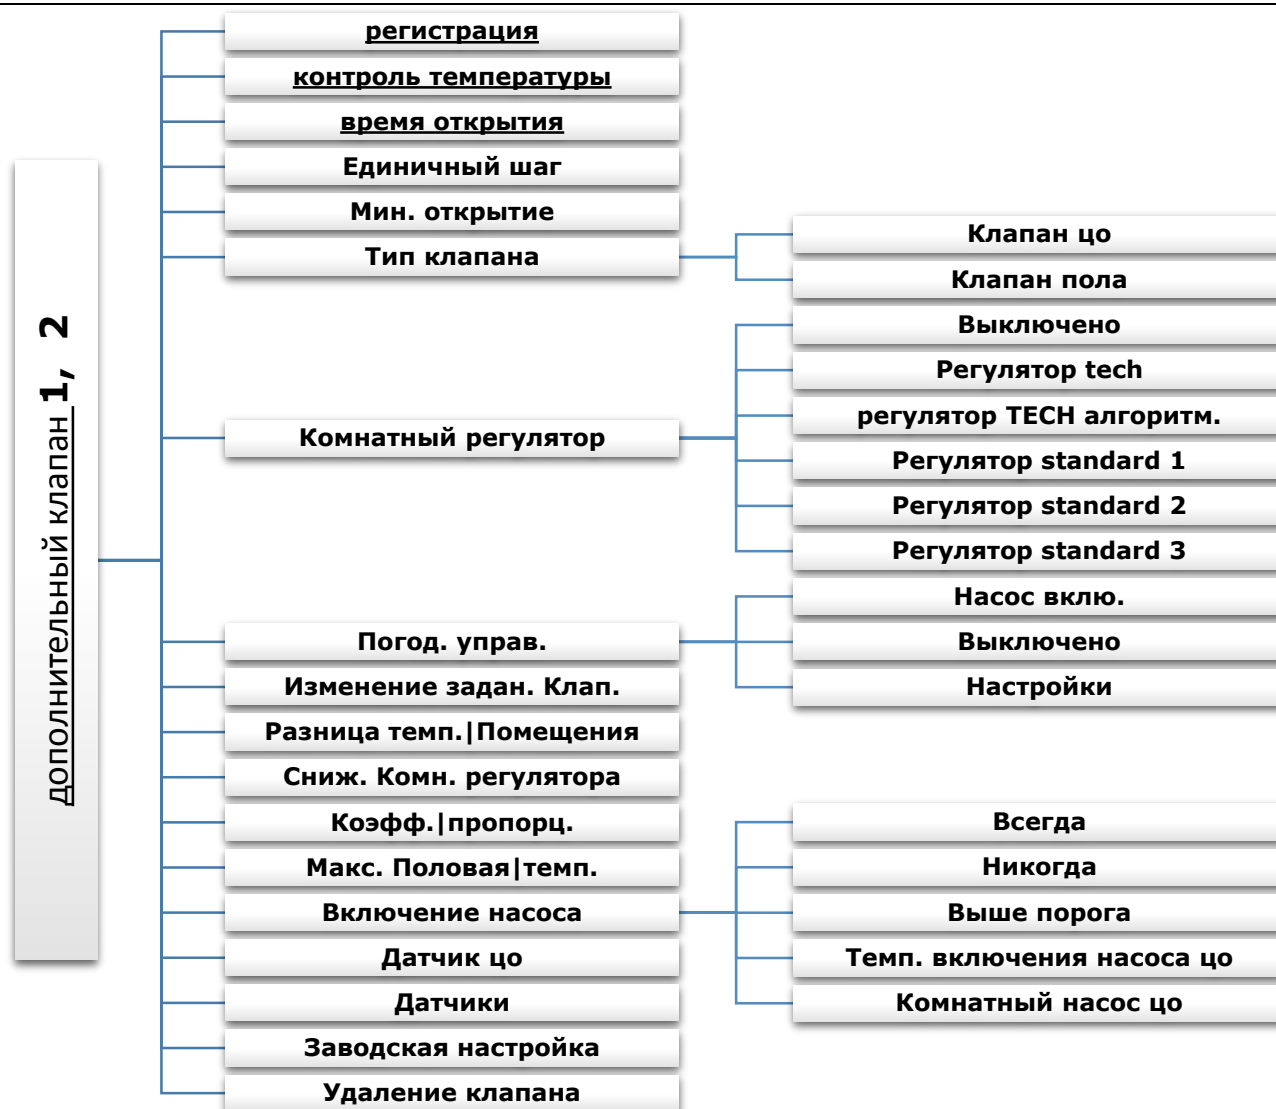 дополнительный клапан 1, 2
регистрация
контроль температуры
время открытия
Единичный шаг
Мин. открытие
Тип клапана
Клапан цо
Клапан пола
Комнатный регулятор
Выключено
Регулятор tech
регулятор TECH алгоритм.
Регулятор standard 1
Регулятор standard 2
Регулятор standard 3
Погод. управ.
Насос вклю.
Выключено
Настройки
Изменение задан. Клап.
Разница темп.|Помещения
Сниж. Комн. регулятора
Коэфф.|пропорц.
Макс. Половая|темп.
Включение насоса
Всегда
Никогда
Выше порога
Темп. включения насоса цо
Комнатный насос цо
Датчик цо
Датчики
Заводская настройка
Удаление клапана